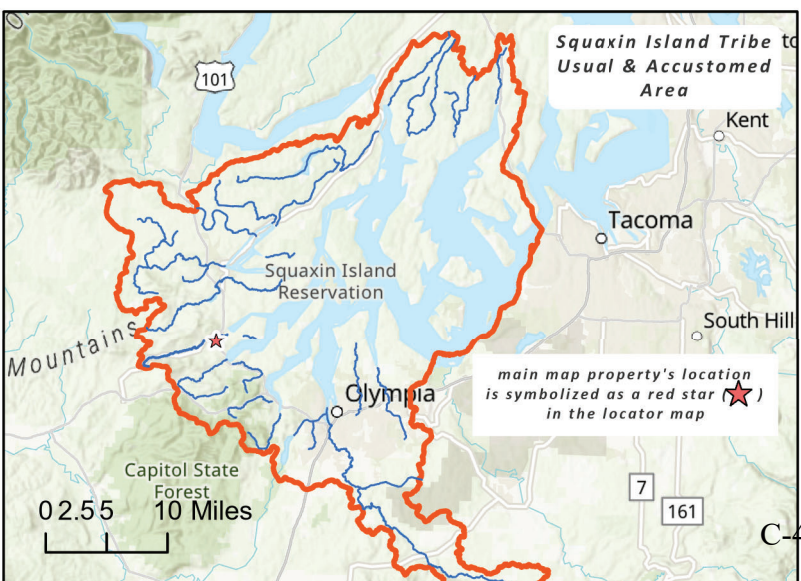 Squaxin Island Tribe
Usual & Accustomed
Area
101
Kent
Tacoma
Squaxin Island
Reservation
Mountains
South Hill
main map property's location
is symbolized as a red star ( )
in the locator map
Olympia
Capitol State
Forest
7
161
0 2.5 5 10 Miles